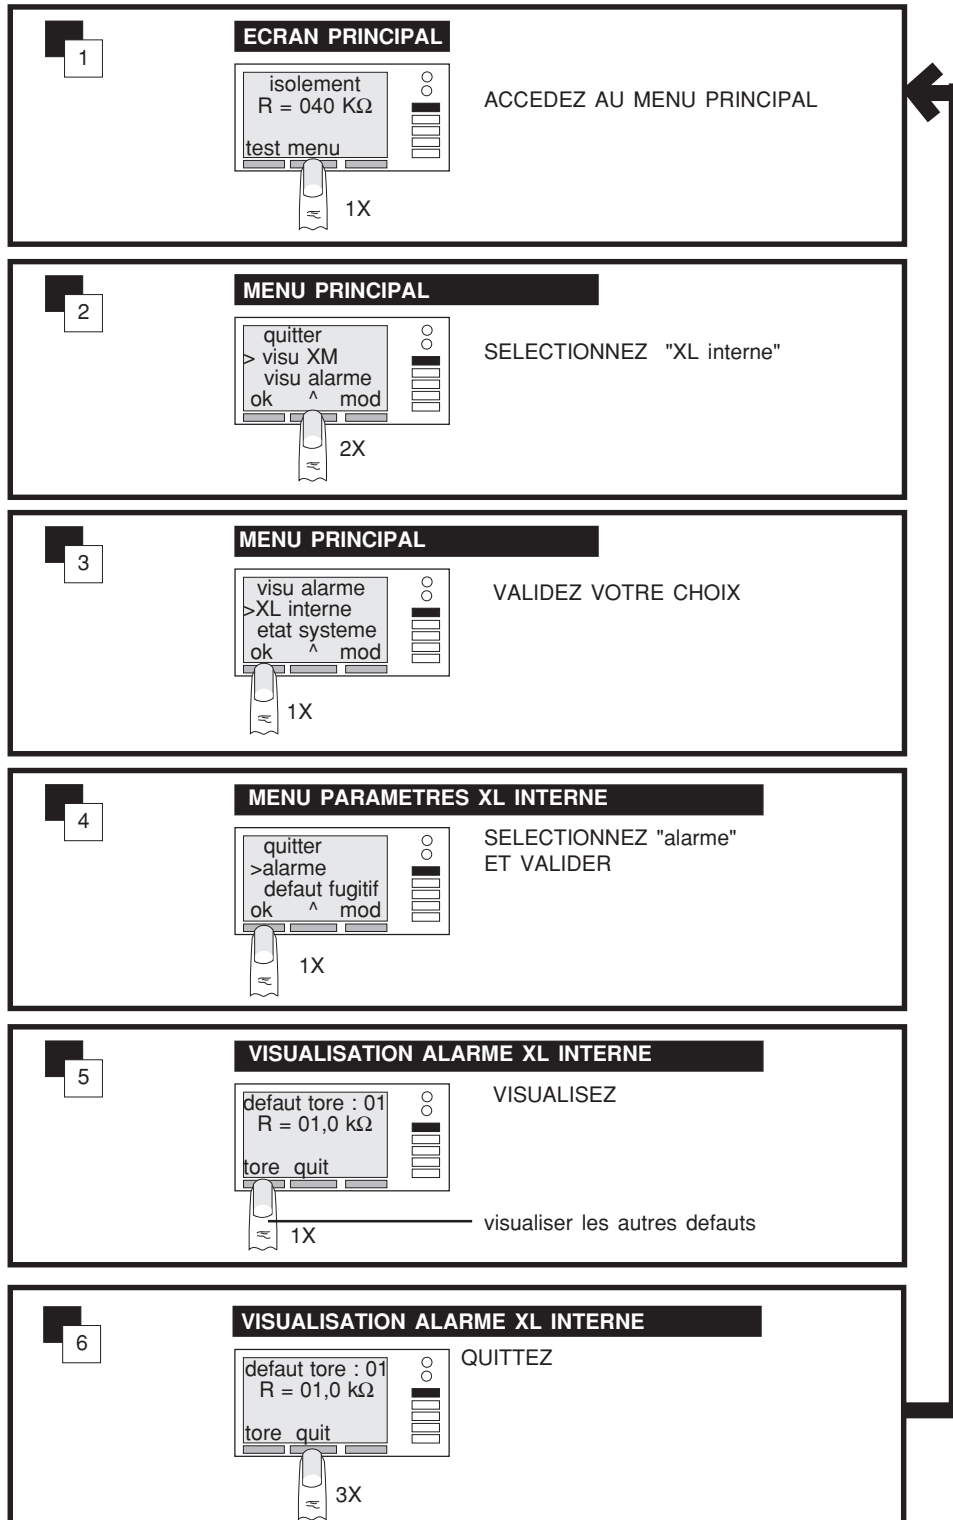 1
ECRAN PRINCIPAL
isolement
R = 040 KΩ
test menu
ACCEDEZ AU MENU PRINCIPAL
1X
2
MENU PRINCIPAL
quitter
> visu XM
visu alarme
ok ^ mod
SELECTIONNEZ "XL interne"
2X
3
MENU PRINCIPAL
visu alarme
>XL interne
etat systeme
ok ^ mod
VALIDEZ VOTRE CHOIX
1X
4
MENU PARAMETRES XL INTERNE
quitter
>alarme
defaut fugitif
ok ^ mod
SELECTIONNEZ "alarme"
ET VALIDER
1X
5
VISUALISATION ALARME XL INTERNE
defaut tore : 01
R = 01,0 kΩ
tore quit
VISUALISEZ
1X
visualiser les autres defauts
6
VISUALISATION ALARME XL INTERNE
defaut tore : 01
R = 01,0 kΩ
tore quit
QUITTEZ
3X